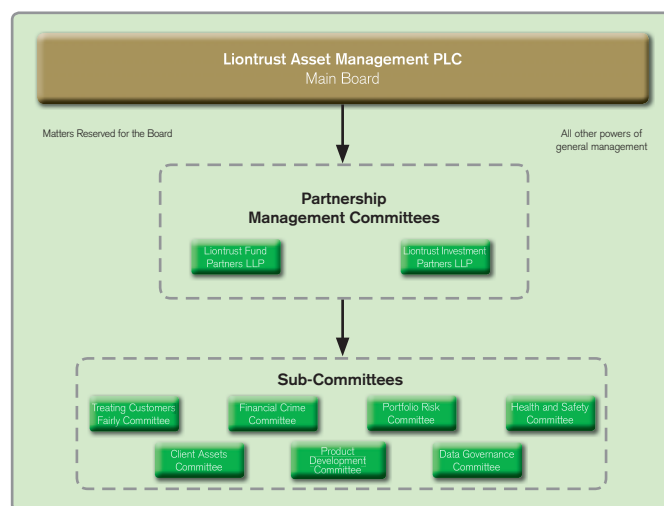 Liontrust Asset Management PLC
Main Board
Matters Reserved for the Board
All other powers of
general management
Partnership
Management Committees
Liontrust Fund
Partners LLP
Liontrust Investment
Partners LLP
Sub-Committees
Treating Customers
Fairly Committee
Financial Crime
Committee
Portfolio Risk
Committee
Health and Safety
Committee
Client Assets
Committee
Product
Development
Committee
Data Governance
Committee